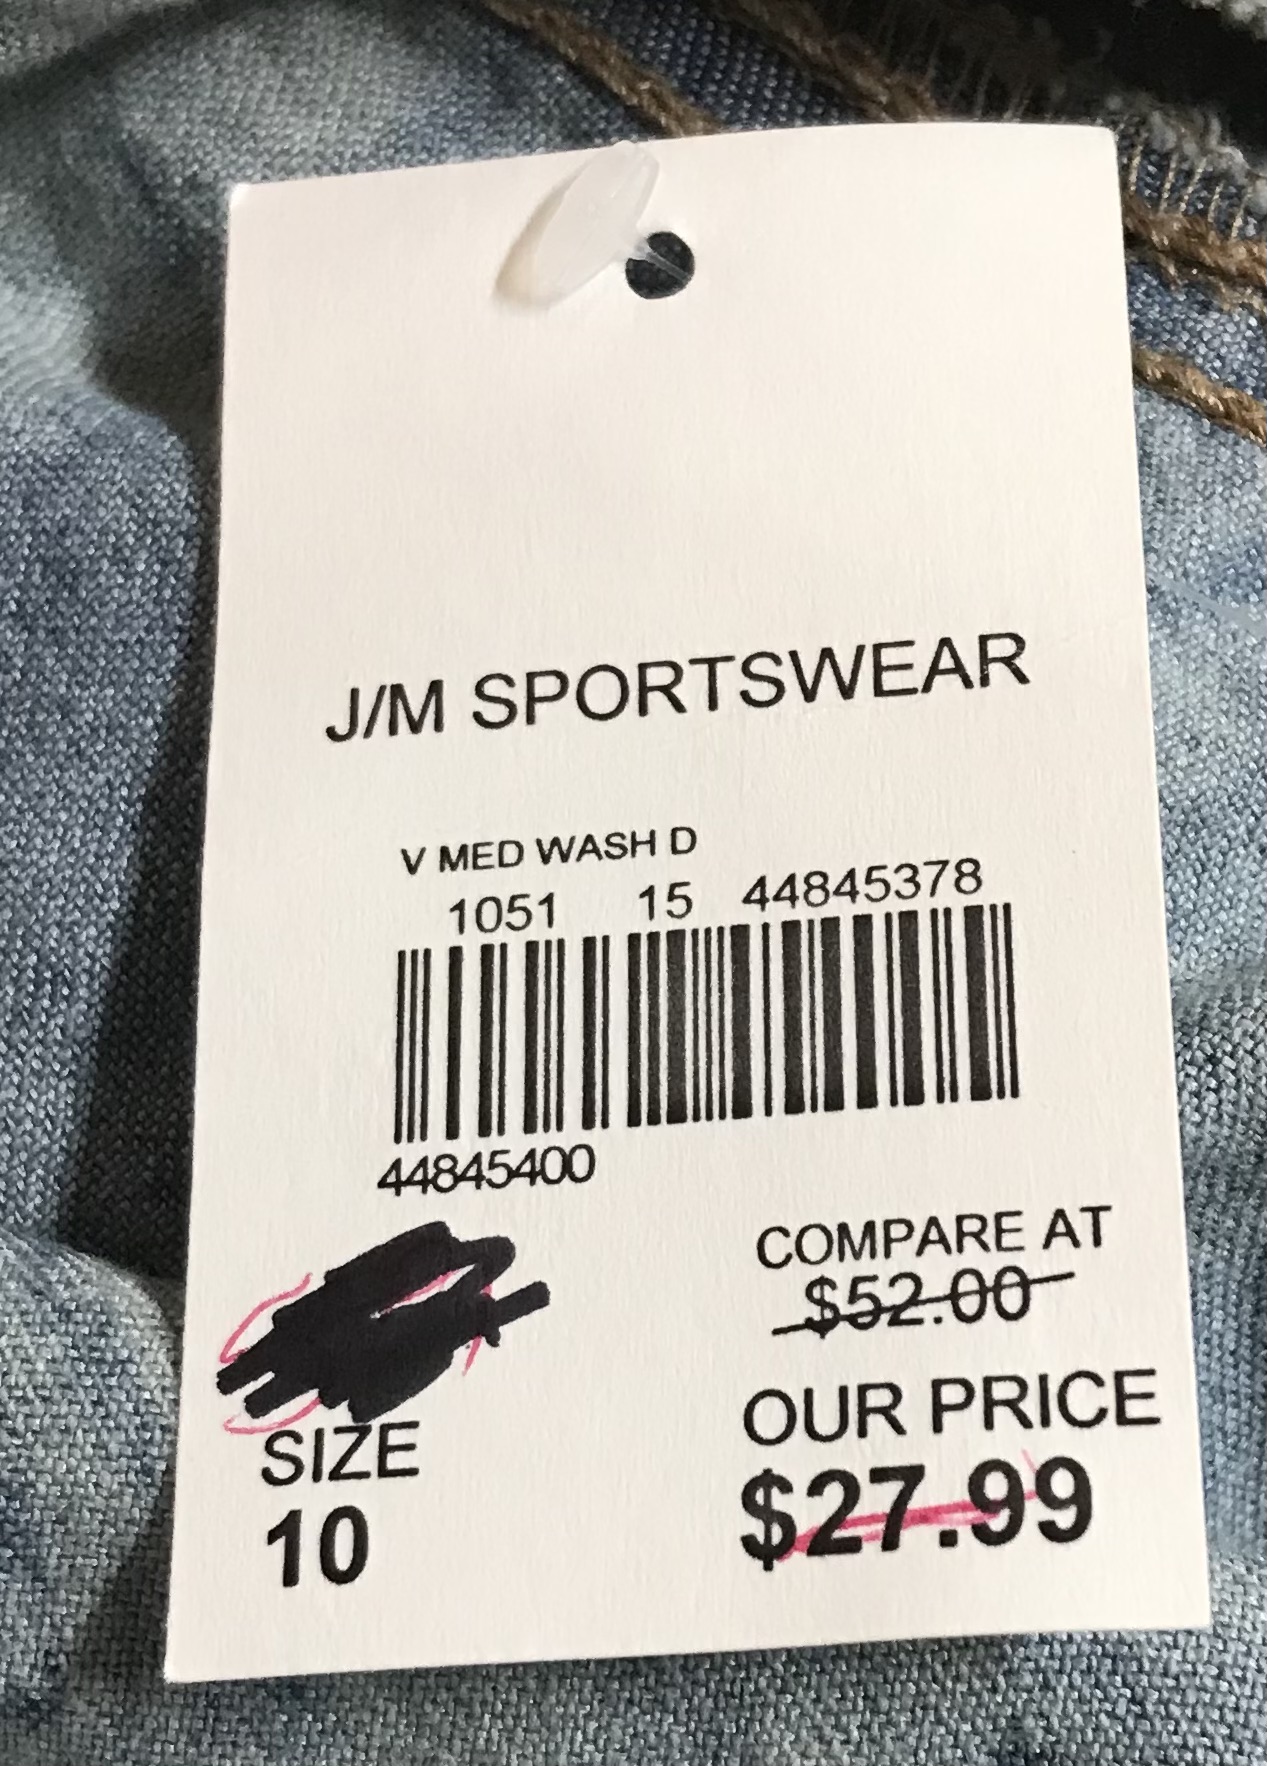 J/M SPORTSWEAR
V MED WASH D
1051 15 44845378
44845400
COMPARE AT
$52.00
OUR PRICE
$27.99
SIZE
10